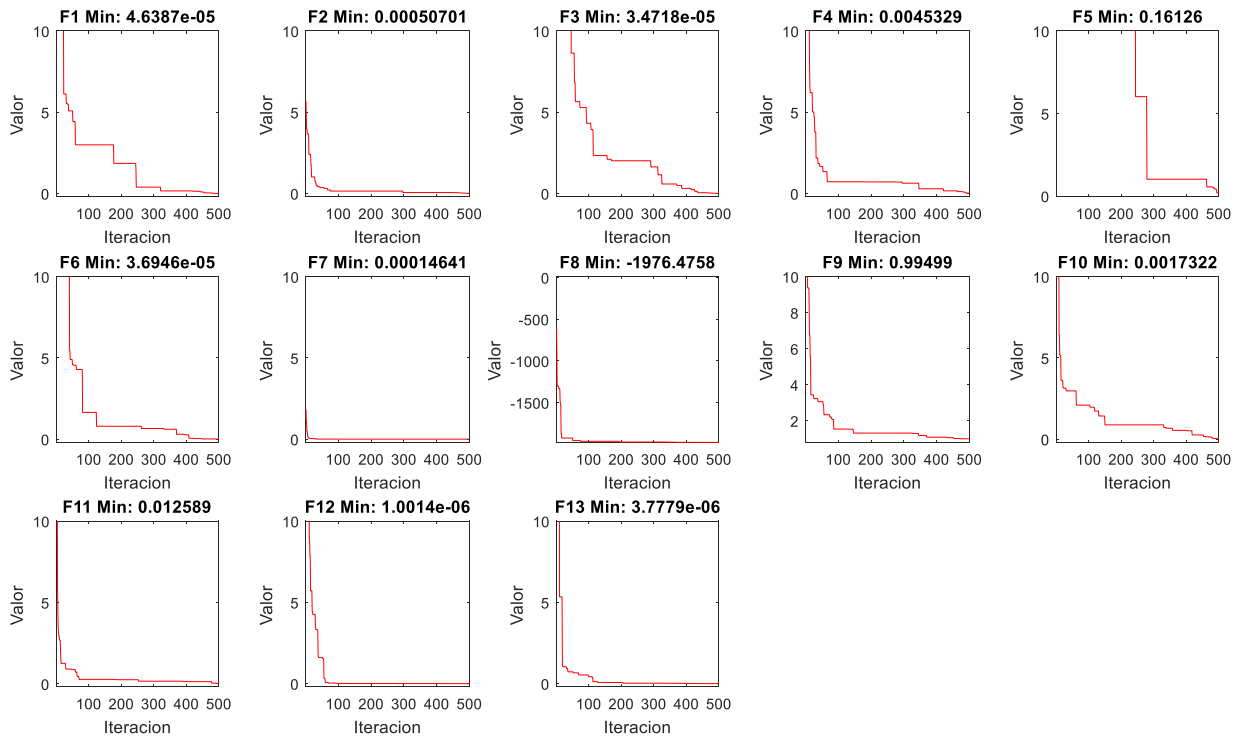 F1 Min: 4.6387e-05
10
5
0
Valor
100 200 300 400 500
Iteracion
F2 Min: 0.00050701
10
5
0
Valor
100 200 300 400 500
Iteracion
F3 Min: 3.4718e-05
10
5
0
Valor
100 200 300 400 500
Iteracion
F4 Min: 0.0045329
10
5
0
Valor
100 200 300 400 500
Iteracion
F5 Min: 0.16126
10
5
0
Valor
100 200 300 400 500
Iteracion
F6 Min: 3.6946e-05
10
5
0
Valor
100 200 300 400 500
Iteracion
F7 Min: 0.00014641
10
5
0
Valor
100 200 300 400 500
Iteracion
F8 Min: -1976.4758
0
-500
-1000
-1500
Valor
100 200 300 400 500
Iteracion
F9 Min: 0.99499
10
8
6
4
2
Valor
100 200 300 400 500
Iteracion
F10 Min: 0.0017322
10
5
0
Valor
100 200 300 400 500
Iteracion
F11 Min: 0.012589
10
5
0
Valor
100 200 300 400 500
Iteracion
F12 Min: 1.0014e-06
10
5
0
Valor
100 200 300 400 500
Iteracion
F13 Min: 3.7779e-06
10
5
0
Valor
100 200 300 400 500
Iteracion